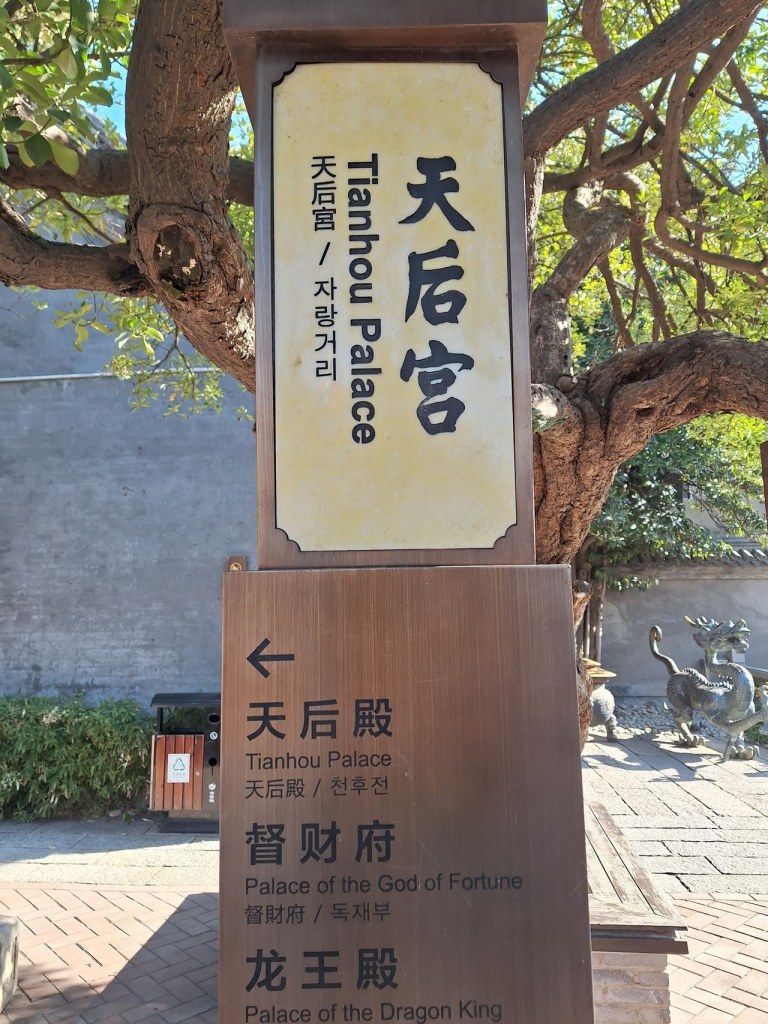 天后宫
Tianhou Palace
天后宮 / 자랑거리
←
天后殿
Tianhou Palace
天后殿 / 천후전
督财府
Palace of the God of Fortune
督財府 / 독재부
龙王殿
Palace of the Dragon King